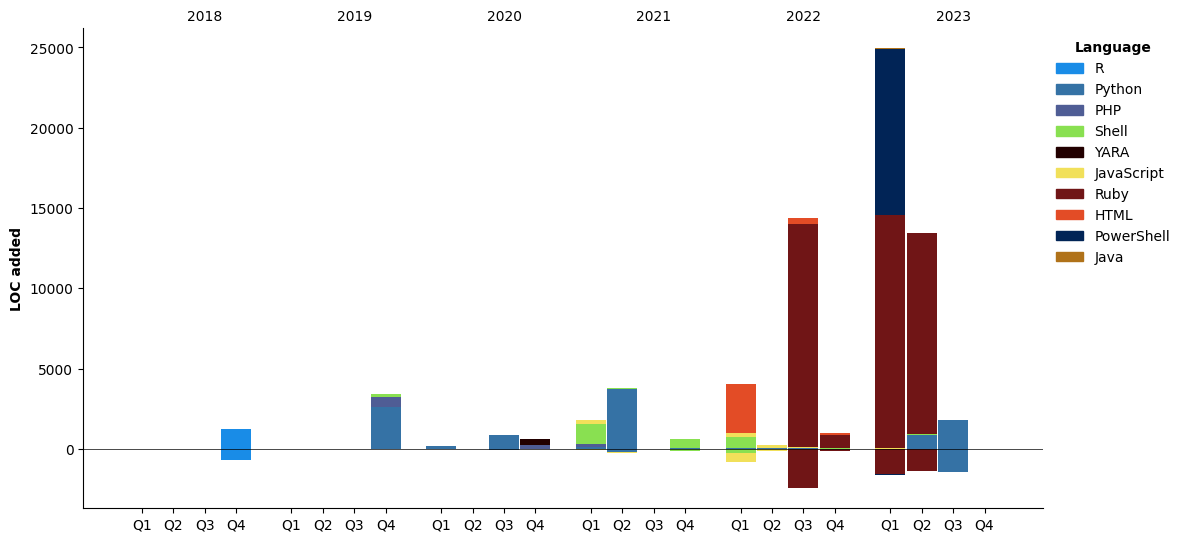 2018 2019 2020 2021 2022 2023
25000
20000
15000
10000
5000
0
LOC added
Q1 Q2 Q3 Q4 Q1 Q2 Q3 Q4 Q1 Q2 Q3 Q4 Q1 Q2 Q3 Q4 Q1 Q2 Q3 Q4 Q1 Q2 Q3 Q4
Language
R
Python
PHP
Shell
YARA
JavaScript
Ruby
HTML
PowerShell
Java